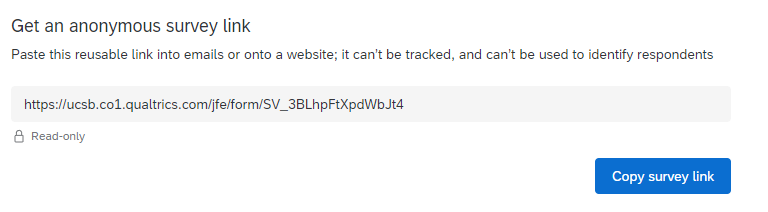 Get an anonymous survey link
Paste this reusable link into emails or onto a website; it can’t be tracked, and can’t be used to identify respondents
https://ucsb.co1.qualtrics.com/jfe/form/SV_3BLhpFtXpdWbJt4
Read-only
Copy survey link